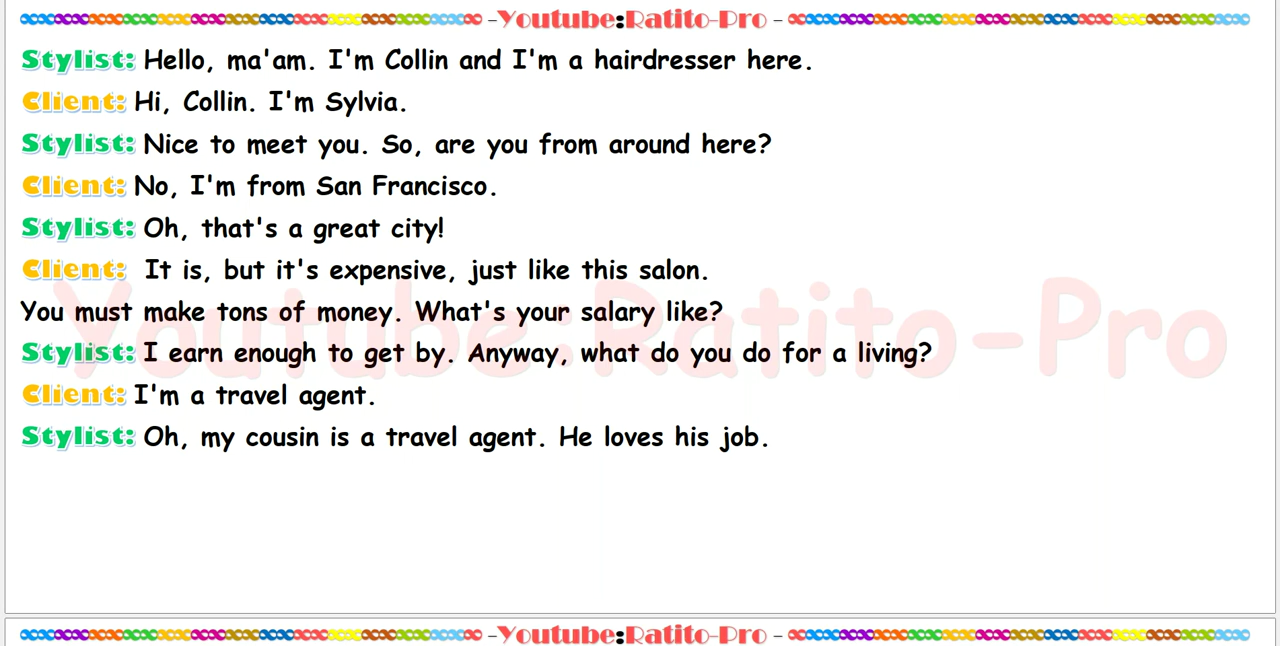 -Youtube:Ratito-Pro -
Stylist: Hello, ma'am. I'm Collin and I'm a hairdresser here.
Client: Hi, Collin. I'm Sylvia.
Stylist: Nice to meet you. So, are you from around here?
Client: No, I'm from San Francisco.
Stylist: Oh, that's a great city!
Client: It is, but it's expensive, just like this salon.
You must make tons of money. What's your salary like?
Youtube:Ratito-Pro
Stylist: I earn enough to get by. Anyway, what do you do for a living?
Client: I'm a travel agent.
Stylist: Oh, my cousin is a travel agent. He loves his job.
-Youtube:Ratito-Pro -